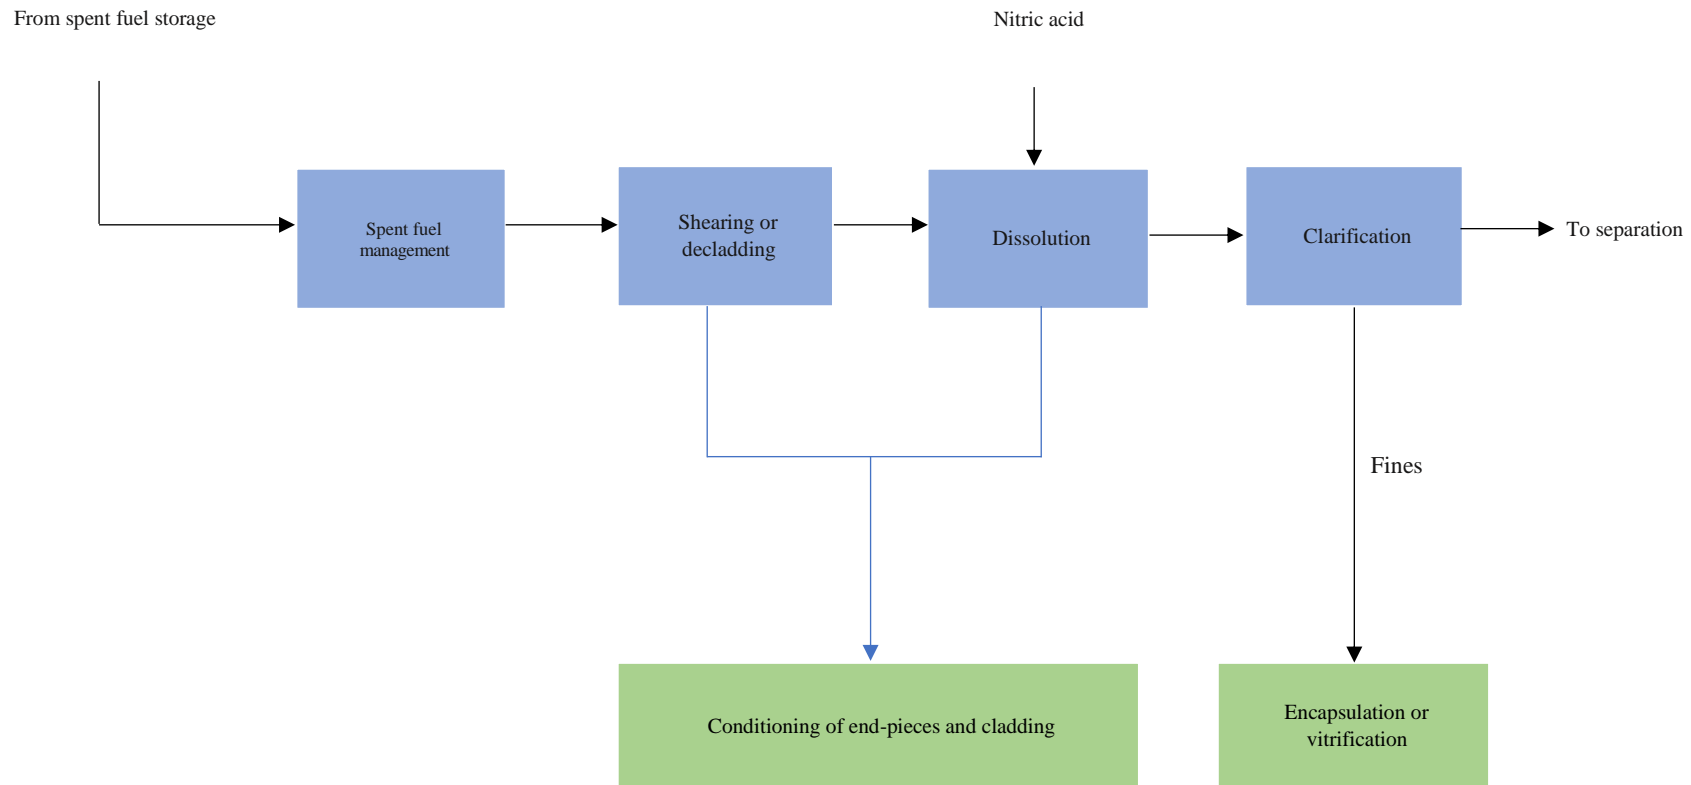 From spent fuel storage
Nitric acid
Spent fuel
management
Shearing or
decladding
Dissolution
Clarification
To separation
Fines
Conditioning of end-pieces and cladding
Encapsulation or
vitrification